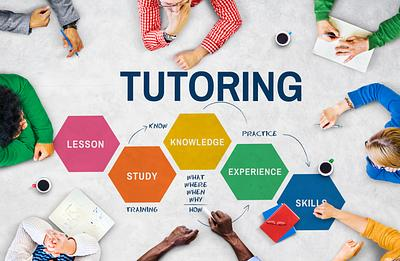 TUTORING
LESSON
STUDY
KNOWLEDGE
EXPERIENCE
SKILLS
KNOW
PRACTICE
TRAINING
WHAT
WHERE
WHEN
WHY
HOW